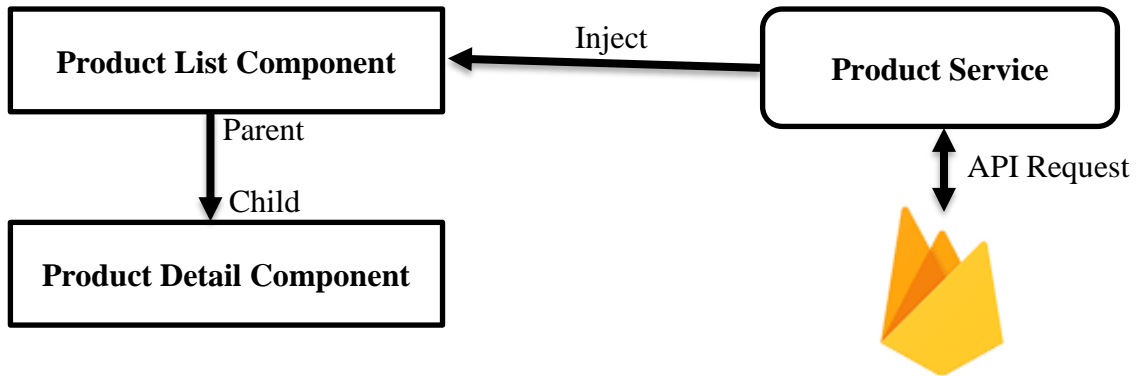 Product List Component
Inject
Product Service
Parent
API Request
Child
Product Detail Component